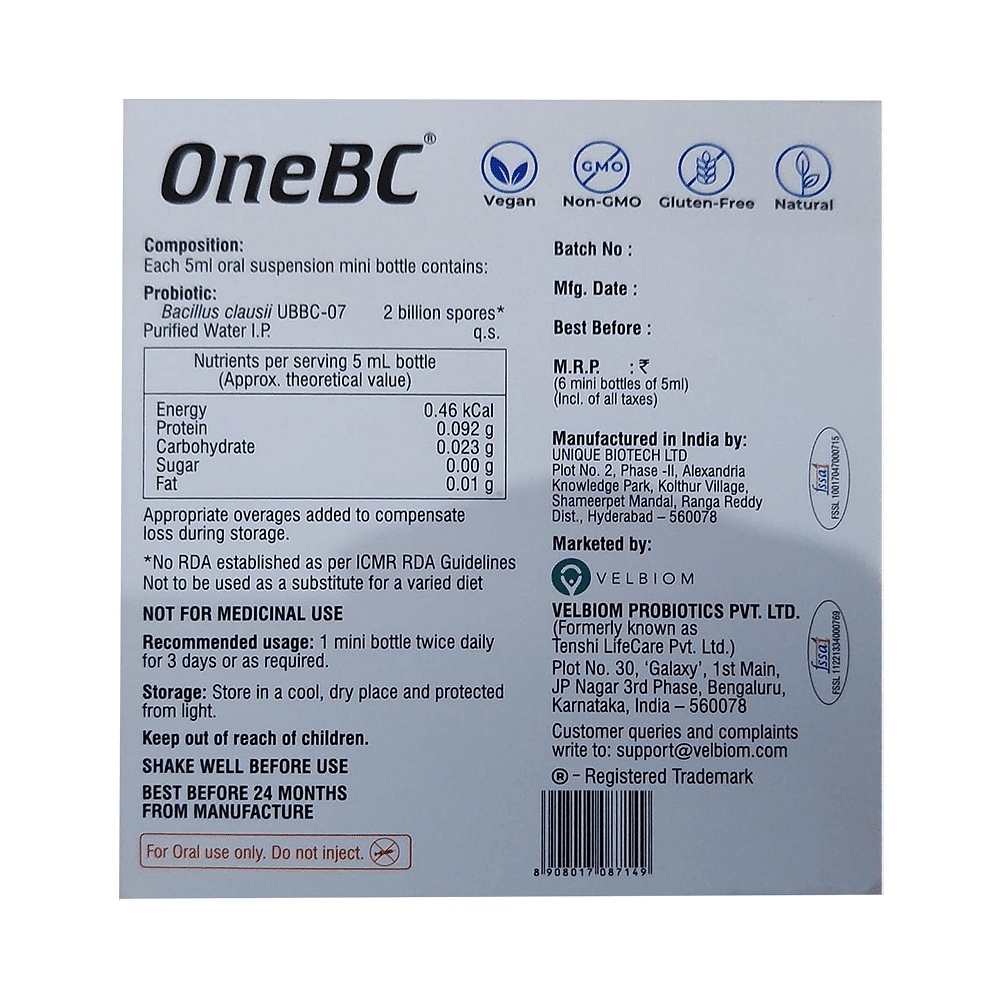 OneBC®
Vegan
GMO
Non-GMO
Gluten-Free
Natural
Composition:
Each 5ml oral suspension mini bottle contains:
Probiotic:
Bacillus clausii UBBC-07 2 billion spores*
Purified Water I.P. q.s.
Nutrients per serving 5 mL bottle
(Approx. theoretical value)
Energy 0.46 kCal
Protein 0.092 g
Carbohydrate 0.023 g
Sugar 0.00 g
Fat 0.01 g
Appropriate overages added to compensate
loss during storage.
*No RDA established as per ICMR RDA Guidelines
Not to be used as a substitute for a varied diet
NOT FOR MEDICINAL USE
Recommended usage: 1 mini bottle twice daily
for 3 days or as required.
Storage: Store in a cool, dry place and protected
from light.
Keep out of reach of children.
SHAKE WELL BEFORE USE
BEST BEFORE 24 MONTHS
FROM MANUFACTURE
For Oral use only. Do not inject.
Batch No :
Mfg. Date :
Best Before :
M.R.P. : ₹
(6 mini bottles of 5ml)
(Incl. of all taxes)
Manufactured in India by:
UNIQUE BIOTECH LTD
Plot No. 2, Phase -II, Alexandria
Knowledge Park, Kolthur Village,
Shameerpet Mandal, Ranga Reddy
Dist., Hyderabad – 560078
fssai
FSSL 10017047000715
Marketed by:
VELBIOM
VELBIOM PROBIOTICS PVT. LTD.
(Formerly known as
Tenshi LifeCare Pvt. Ltd.)
Plot No. 30, ‘Galaxy’, 1st Main,
JP Nagar 3rd Phase, Bengaluru,
Karnataka, India – 560078
fssai
FSSL 11221334000769
Customer queries and complaints
write to: support@velbiom.com
® - Registered Trademark
8 908017 087149